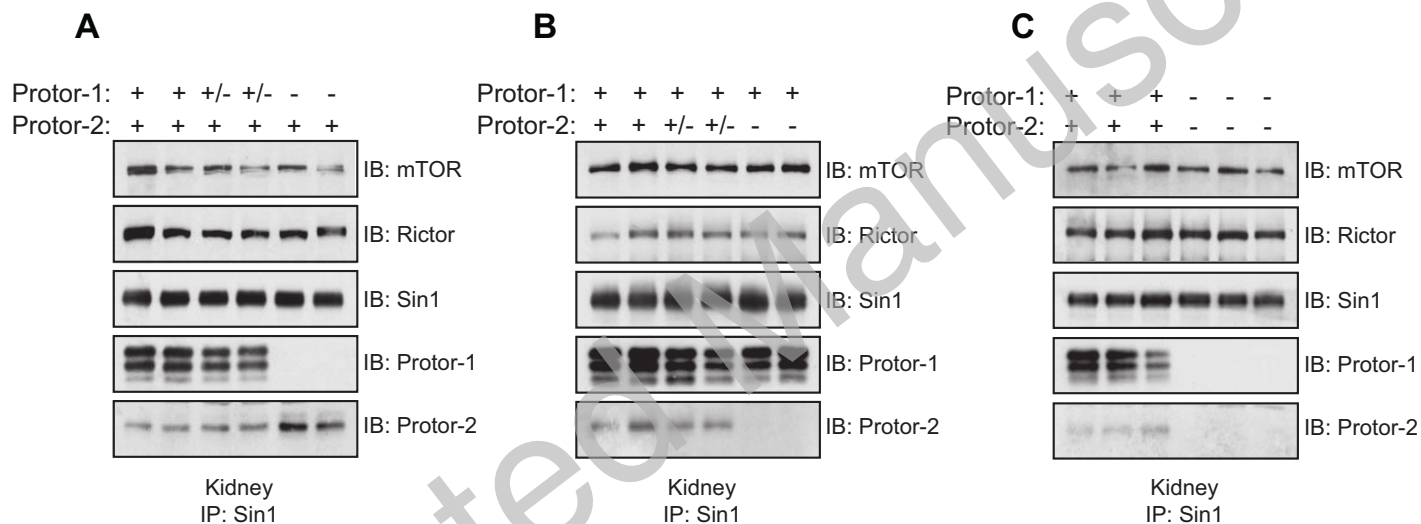 A
Protor-1: + + +/- +/- - -
Protor-2: + + + + + +
IB: mTOR
IB: Rictor
IB: Sin1
IB: Protor-1
IB: Protor-2
Kidney
IP: Sin1
B
Protor-1: + + + + + +
Protor-2: + + +/- +/- - -
IB: mTOR
IB: Rictor
IB: Sin1
IB: Protor-1
IB: Protor-2
Kidney
IP: Sin1
C
Protor-1: + + + - - -
Protor-2: + + + - - -
IB: mTOR
IB: Rictor
IB: Sin1
IB: Protor-1
IB: Protor-2
Kidney
IP: Sin1
ted Manusc